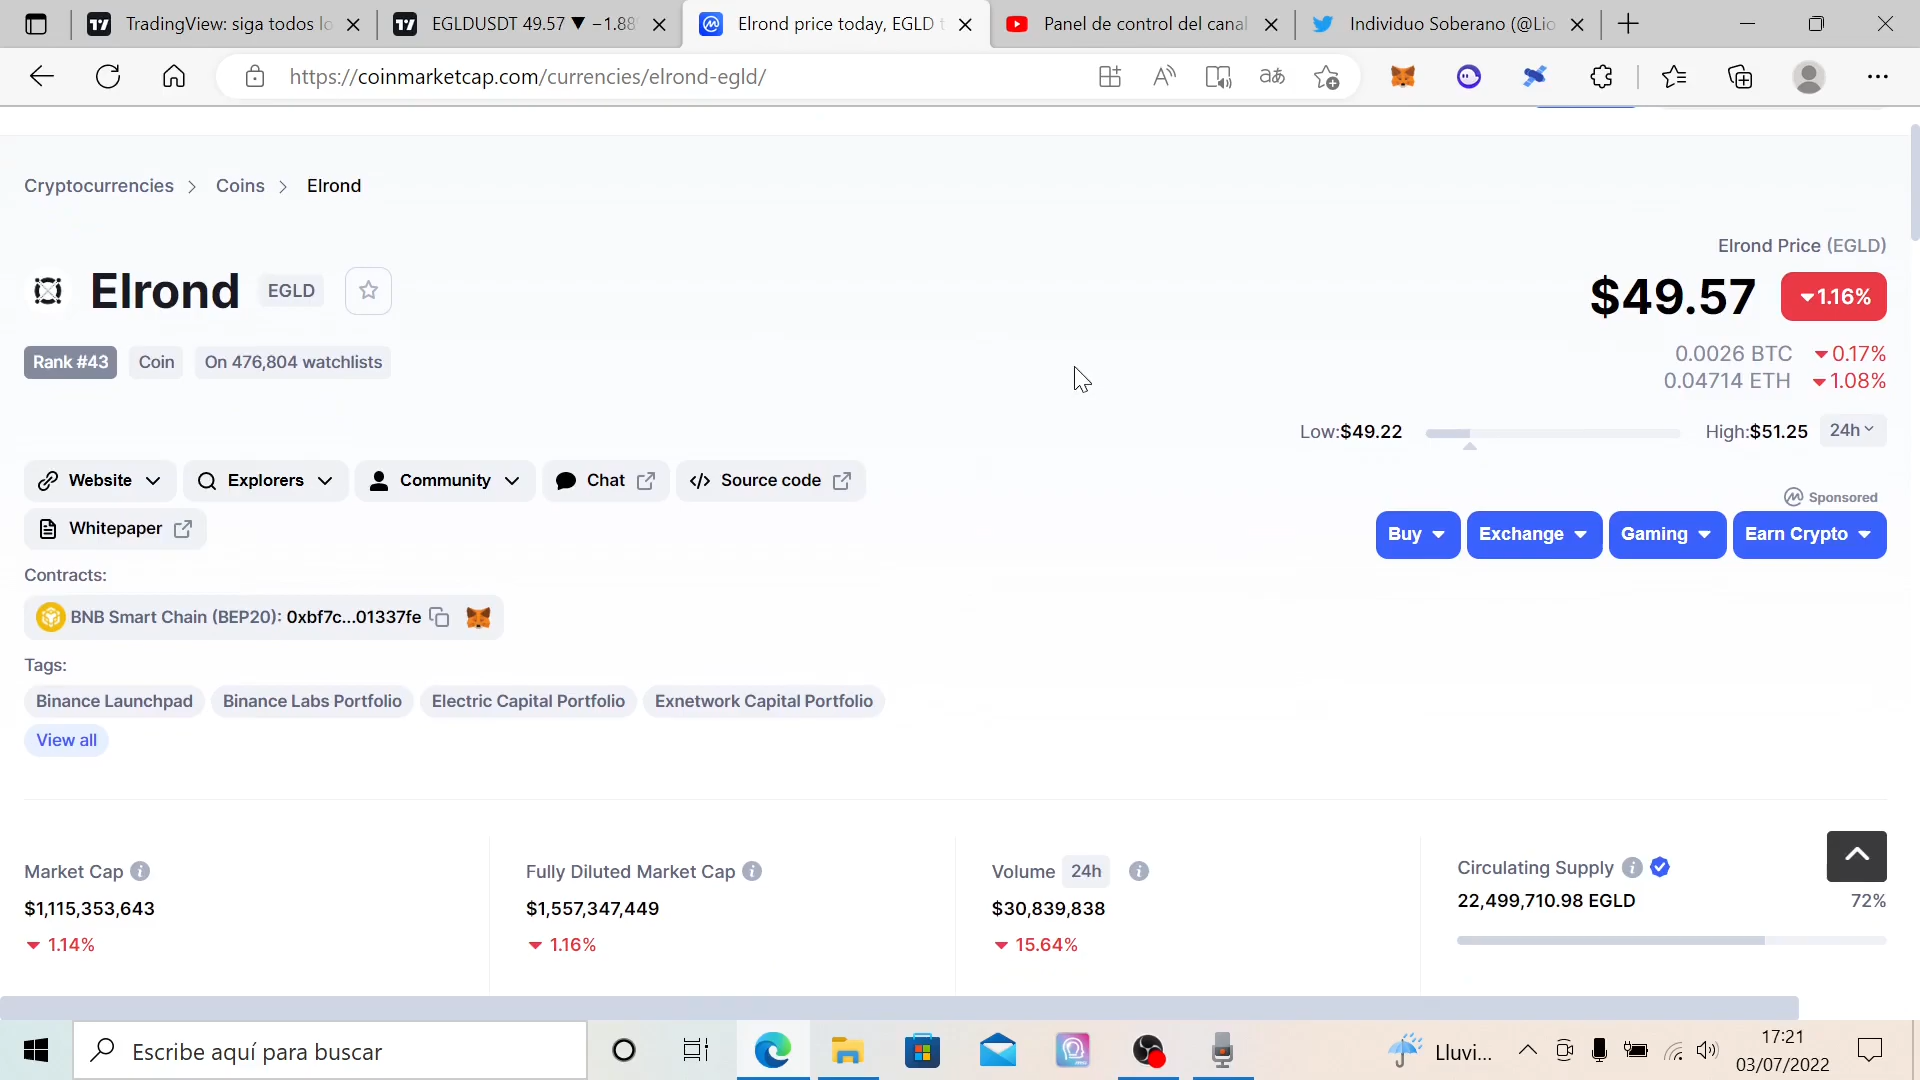 TradingView: siga todos lo
EGLDUSDT 49.57 ▼ −1.88
Elrond price today, EGLD t
Panel de control del canal
Individuo Soberano (@Lio
https://coinmarketcap.com/currencies/elrond-egld/
Cryptocurrencies > Coins > Elrond
Elrond Price (EGLD)
Elrond EGLD
$49.57 1.16%
Rank #43 Coin On 476,804 watchlists
0.0026 BTC 0.17%
0.04714 ETH 1.08%
Low:$49.22 High:$51.25 24h
Website Explorers Community Chat Source code
Sponsored
Whitepaper
Buy Exchange Gaming Earn Crypto
Contracts:
BNB Smart Chain (BEP20): 0xbf7c...01337fe
Tags:
Binance Launchpad Binance Labs Portfolio Electric Capital Portfolio Exnetwork Capital Portfolio
View all
Market Cap
$1,115,353,643
1.14%
Fully Diluted Market Cap
$1,557,347,449
1.16%
Volume 24h
$30,839,838
15.64%
Circulating Supply
22,499,710.98 EGLD 72%
Escribe aquí para buscar
Lluvi...
17:21
03/07/2022